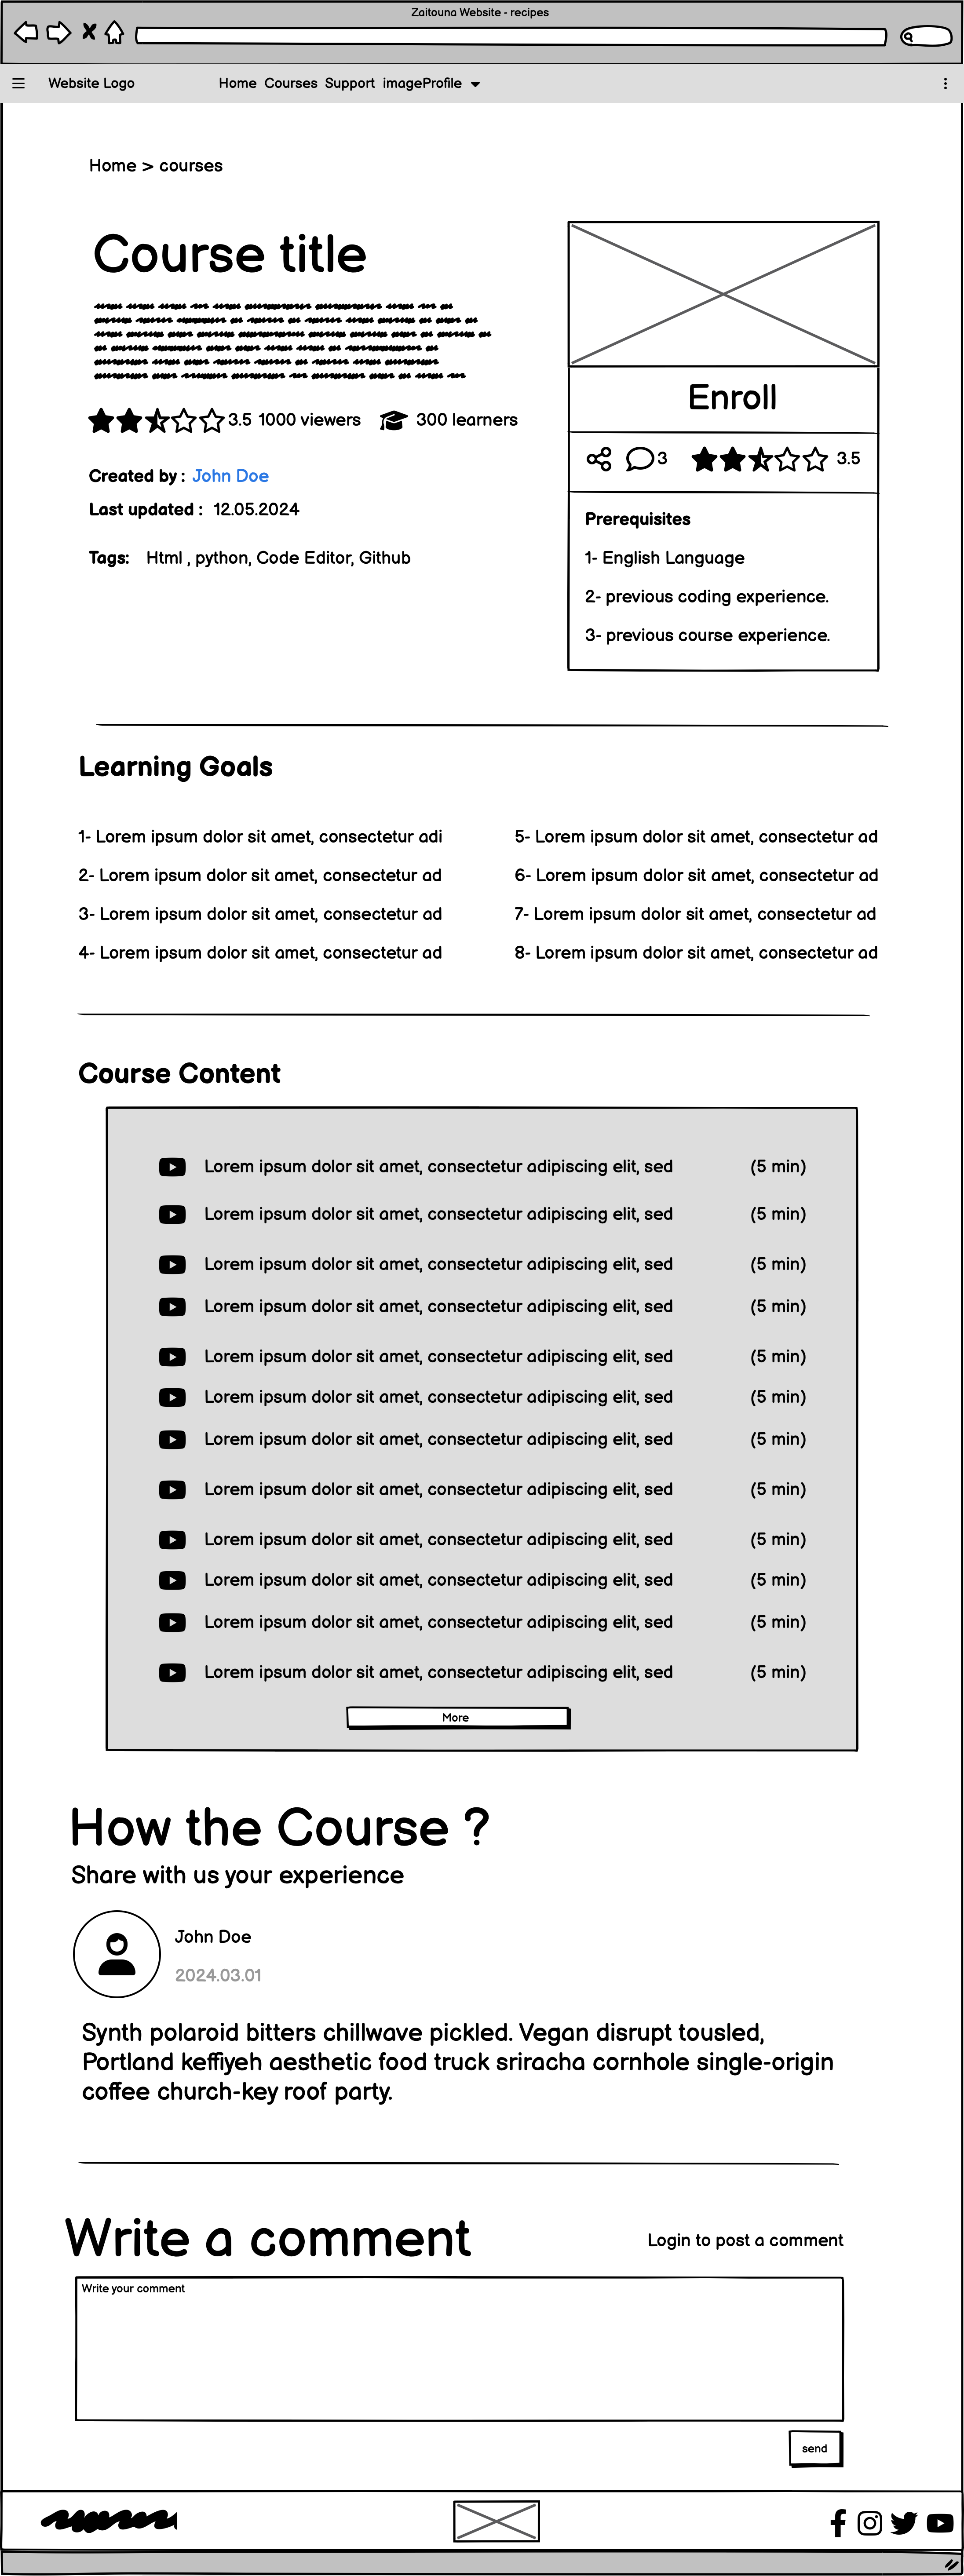 Zaitouna Website - recipes
Website Logo
Home Courses Support imageProfile
Home > courses
Course title
3.5 1000 viewers 300 learners
Created by : John Doe
Last updated : 12.05.2024
Tags: Html , python, Code Editor, Github
Enroll
3 3.5
Prerequisites
1- English Language
2- previous coding experience.
3- previous course experience.
Learning Goals
1- Lorem ipsum dolor sit amet, consectetur adi
2- Lorem ipsum dolor sit amet, consectetur ad
3- Lorem ipsum dolor sit amet, consectetur ad
4- Lorem ipsum dolor sit amet, consectetur ad
5- Lorem ipsum dolor sit amet, consectetur ad
6- Lorem ipsum dolor sit amet, consectetur ad
7- Lorem ipsum dolor sit amet, consectetur ad
8- Lorem ipsum dolor sit amet, consectetur ad
Course Content
Lorem ipsum dolor sit amet, consectetur adipiscing elit, sed (5 min)
Lorem ipsum dolor sit amet, consectetur adipiscing elit, sed (5 min)
Lorem ipsum dolor sit amet, consectetur adipiscing elit, sed (5 min)
Lorem ipsum dolor sit amet, consectetur adipiscing elit, sed (5 min)
Lorem ipsum dolor sit amet, consectetur adipiscing elit, sed (5 min)
Lorem ipsum dolor sit amet, consectetur adipiscing elit, sed (5 min)
Lorem ipsum dolor sit amet, consectetur adipiscing elit, sed (5 min)
Lorem ipsum dolor sit amet, consectetur adipiscing elit, sed (5 min)
Lorem ipsum dolor sit amet, consectetur adipiscing elit, sed (5 min)
Lorem ipsum dolor sit amet, consectetur adipiscing elit, sed (5 min)
Lorem ipsum dolor sit amet, consectetur adipiscing elit, sed (5 min)
Lorem ipsum dolor sit amet, consectetur adipiscing elit, sed (5 min)
More
How the Course ?
Share with us your experience
John Doe
2024.03.01
Synth polaroid bitters chillwave pickled. Vegan disrupt tousled,
Portland keffiyeh aesthetic food truck sriracha cornhole single-origin
coffee church-key roof party.
Write a comment
Login to post a comment
Write your comment
send